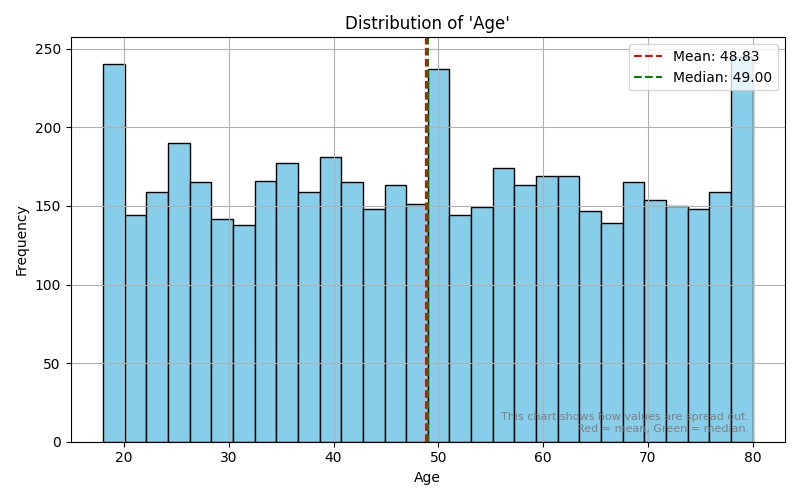 Distribution of 'Age'
250
200
150
100
50
0
Frequency
Mean: 48.83
Median: 49.00
This chart shows how values are spread out.
Red = mean, Green = median.
20 30 40 50 60 70 80
Age